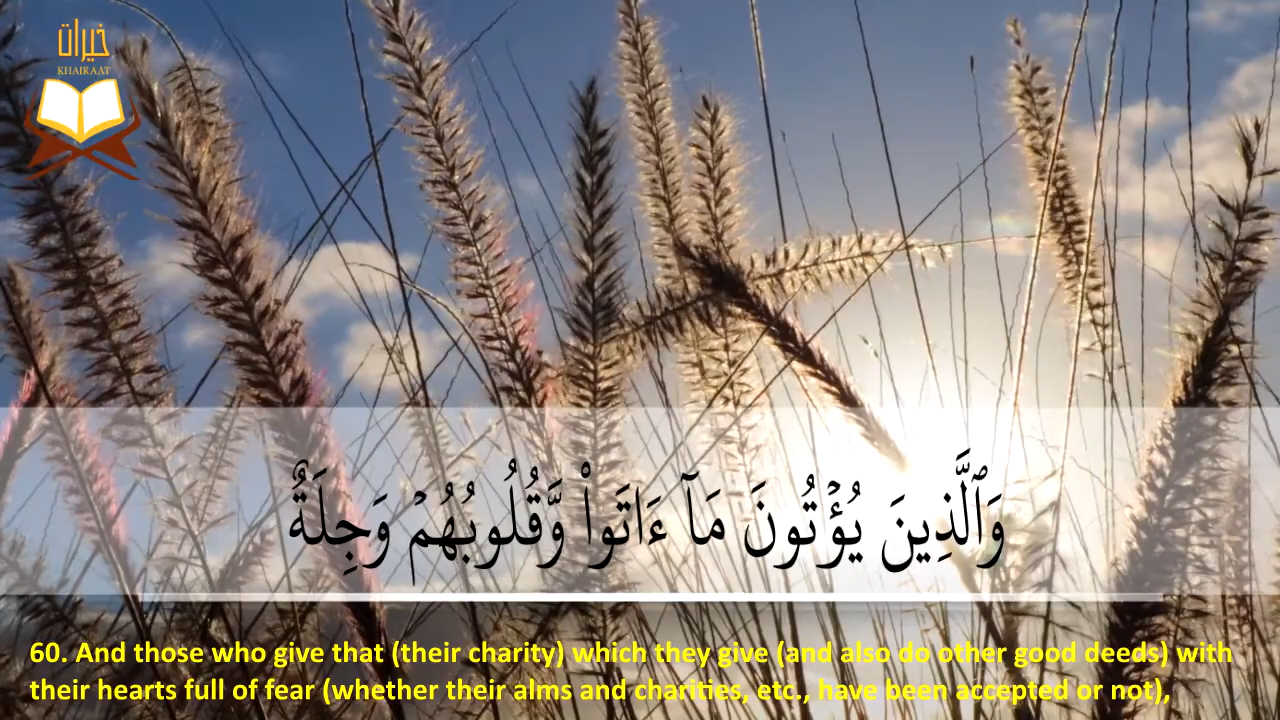 خيرات
KHAIRAAT
وَٱلَّذِينَ يُؤۡتُونَ مَآ ءَاتَواْ وَّقُلُوبُهُمۡ وَجِلَةٌ
60. And those who give that (their charity) which they give (and also do other good deeds) with
their hearts full of fear (whether their alms and charities, etc., have been accepted or not),